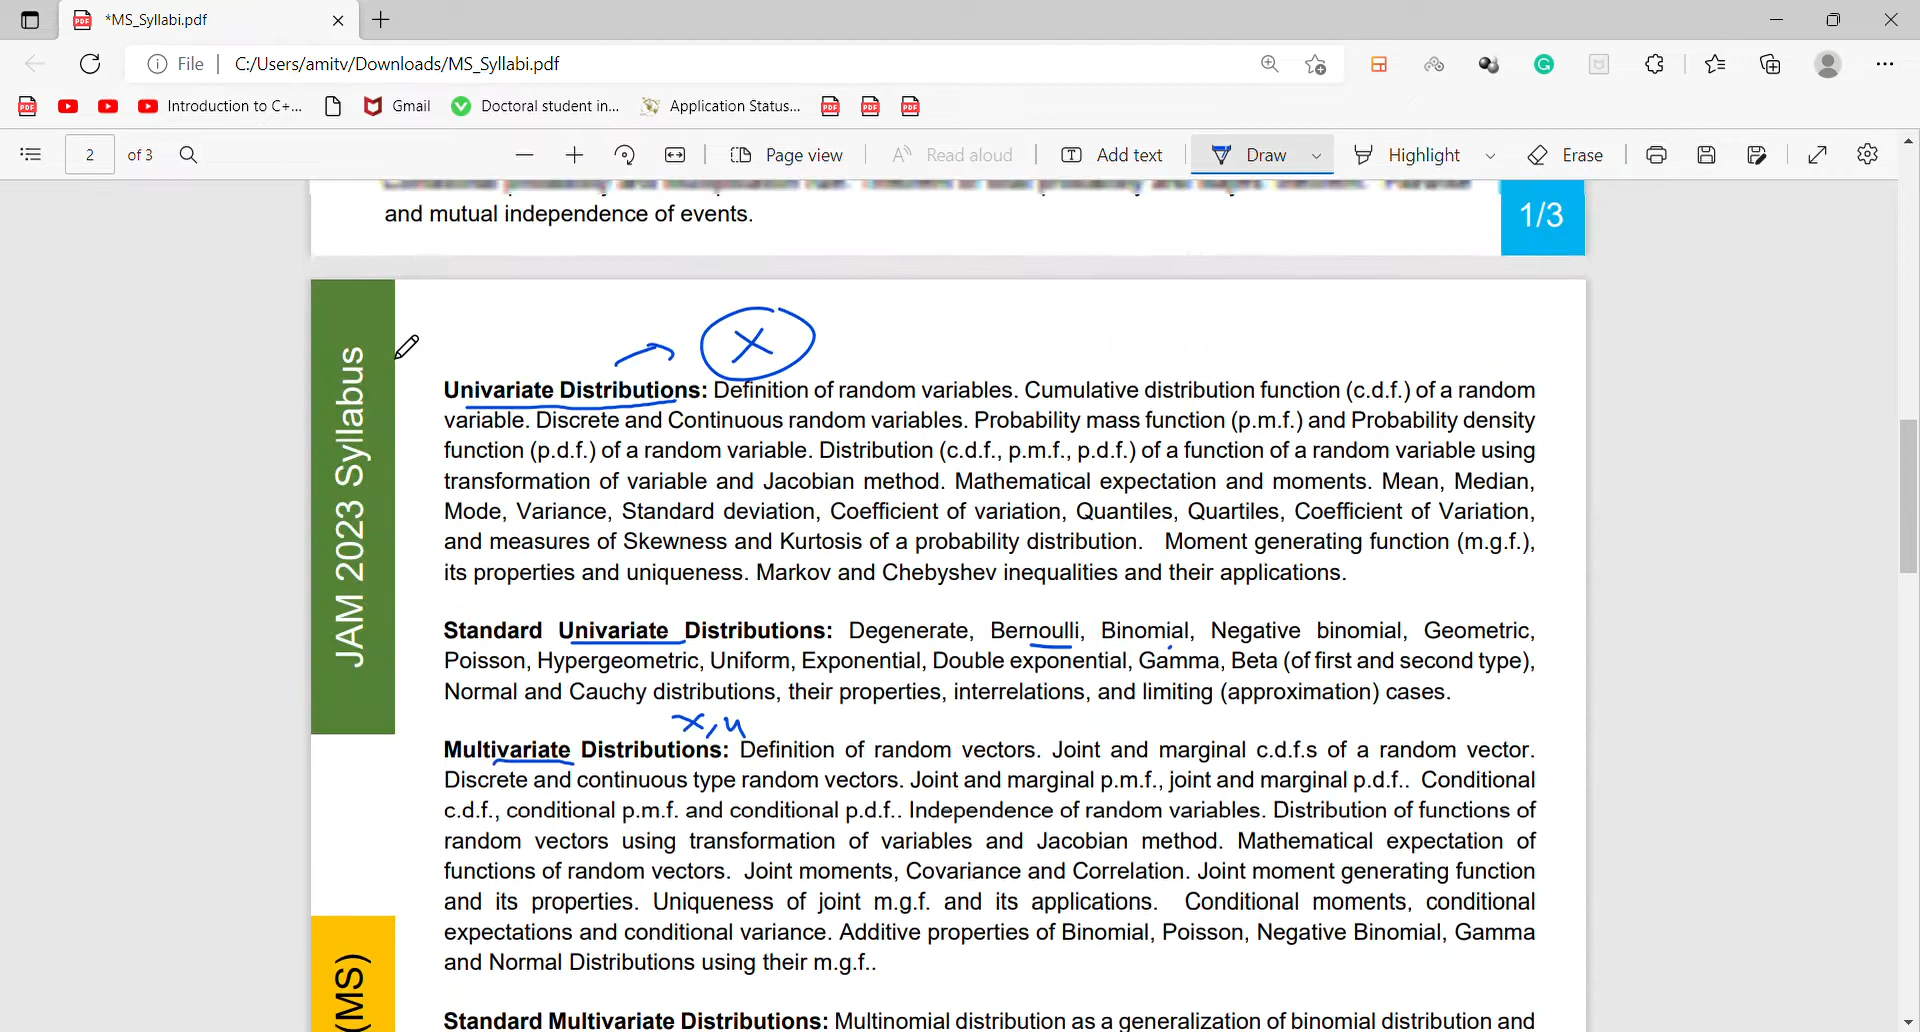 *MS_Syllabi.pdf
File
C:/Users/amitv/Downloads/MS_Syllabi.pdf
Introduction to C+...
Gmail
Doctoral student in...
Application Status...
2 of 3
Page view
Read aloud
Add text
Draw
Highlight
Erase
and mutual independence of events.
1/3
JAM 2023 Syllabus
X
Univariate Distributions: Definition of random variables. Cumulative distribution function (c.d.f.) of a random
variable. Discrete and Continuous random variables. Probability mass function (p.m.f.) and Probability density
function (p.d.f.) of a random variable. Distribution (c.d.f., p.m.f., p.d.f.) of a function of a random variable using
transformation of variable and Jacobian method. Mathematical expectation and moments. Mean, Median,
Mode, Variance, Standard deviation, Coefficient of variation, Quantiles, Quartiles, Coefficient of Variation,
and measures of Skewness and Kurtosis of a probability distribution. Moment generating function (m.g.f.),
its properties and uniqueness. Markov and Chebyshev inequalities and their applications.
Standard Univariate Distributions: Degenerate, Bernoulli, Binomial, Negative binomial, Geometric,
Poisson, Hypergeometric, Uniform, Exponential, Double exponential, Gamma, Beta (of first and second type),
Normal and Cauchy distributions, their properties, interrelations, and limiting (approximation) cases.
Multivariate Distributions: Definition of random vectors. Joint and marginal c.d.f.s of a random vector.
Discrete and continuous type random vectors. Joint and marginal p.m.f., joint and marginal p.d.f.. Conditional
c.d.f., conditional p.m.f. and conditional p.d.f.. Independence of random variables. Distribution of functions of
random vectors using transformation of variables and Jacobian method. Mathematical expectation of
functions of random vectors. Joint moments, Covariance and Correlation. Joint moment generating function
and its properties. Uniqueness of joint m.g.f. and its applications. Conditional moments, conditional
expectations and conditional variance. Additive properties of Binomial, Poisson, Negative Binomial, Gamma
and Normal Distributions using their m.g.f..
(MS)
Standard Multivariate Distributions: Multinomial distribution as a generalization of binomial distribution and